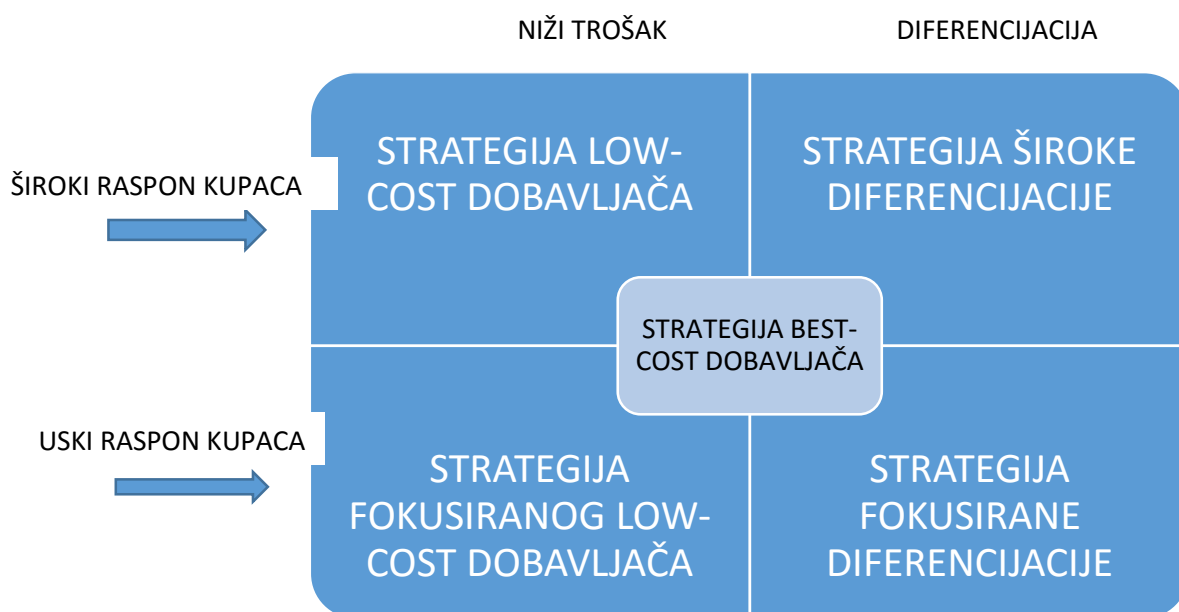 NIŽI TROŠAK
DIFERENCIJACIJA
ŠIROKI RASPON KUPACA
STRATEGIJA LOW-
COST DOBAVLJAČA
STRATEGIJA ŠIROKE
DIFERENCIJACIJE
STRATEGIJA BEST-
COST DOBAVLJAČA
USKI RASPON KUPACA
STRATEGIJA
FOKUSIRANOG LOW-
COST DOBAVLJAČA
STRATEGIJA
FOKUSIRANE
DIFERENCIJACIJE